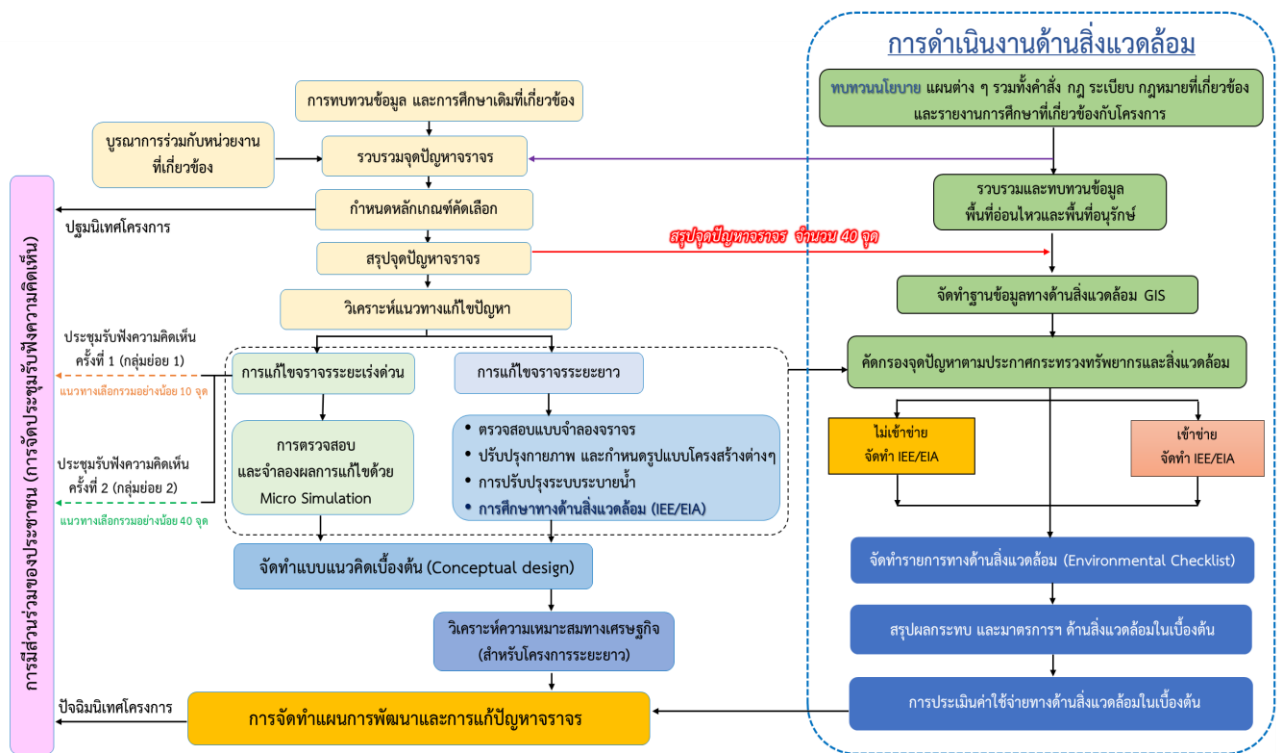 การดำเนินงานด้านสิ่งแวดล้อม
การทบทวนข้อมูล และการศึกษาเดิมที่เกี่ยวข้อง
ทบทวนนโยบาย แผนต่าง ๆ รวมทั้งคำสั่ง กฎ ระเบียบ กฎหมายที่เกี่ยวข้อง
และรายงานการศึกษาที่เกี่ยวข้องกับโครงการ
บูรณาการร่วมกับหน่วยงาน
ที่เกี่ยวข้อง
รวบรวมจุดปัญหาจราจร
รวบรวมและทบทวนข้อมูล
พื้นที่อ่อนไหวและพื้นที่อนุรักษ์
กำหนดหลักเกณฑ์คัดเลือก
ปฐมนิเทศโครงการ
สรุปจุดปัญหาจราจร
สรุปจุดปัญหาจราจร จำนวน 40 จุด
จัดทำฐานข้อมูลทางด้านสิ่งแวดล้อม GIS
วิเคราะห์แนวทางแก้ไขปัญหา
การมีส่วนร่วมของประชาชน (การจัดประชุมรับฟังความคิดเห็น)
ประชุมรับฟังความคิดเห็น
ครั้งที่ 1 (กลุ่มย่อย 1)
แนวทางเลือกรวมอย่างน้อย 10 จุด
การแก้ไขจราจรระยะเร่งด่วน
การแก้ไขจราจรระยะยาว
คัดกรองจุดปัญหาตามประกาศกระทรวงทรัพยากรและสิ่งแวดล้อม
การตรวจสอบ
และจำลองผลการแก้ไขด้วย
Micro Simulation
• ตรวจสอบแบบจำลองจราจร
• ปรับปรุงกายภาพ และกำหนดรูปแบบโครงสร้างต่างๆ
• การปรับปรุงระบบระบายน้ำ
• การศึกษาทางด้านสิ่งแวดล้อม (IEE/EIA)
ไม่เข้าข่าย
จัดทำ IEE/EIA
เข้าข่าย
จัดทำ IEE/EIA
ประชุมรับฟังความคิดเห็น
ครั้งที่ 2 (กลุ่มย่อย 2)
แนวทางเลือกรวมอย่างน้อย 40 จุด
จัดทำแบบแนวคิดเบื้องต้น (Conceptual design)
จัดทำรายการทางด้านสิ่งแวดล้อม (Environmental Checklist)
วิเคราะห์ความเหมาะสมทางเศรษฐกิจ
(สำหรับโครงการระยะยาว)
สรุปผลกระทบ และมาตรการฯ ด้านสิ่งแวดล้อมในเบื้องต้น
ปัจฉิมนิเทศโครงการ
การจัดทำแผนการพัฒนาและการแก้ปัญหาจราจร
การประเมินค่าใช้จ่ายทางด้านสิ่งแวดล้อมในเบื้องต้น